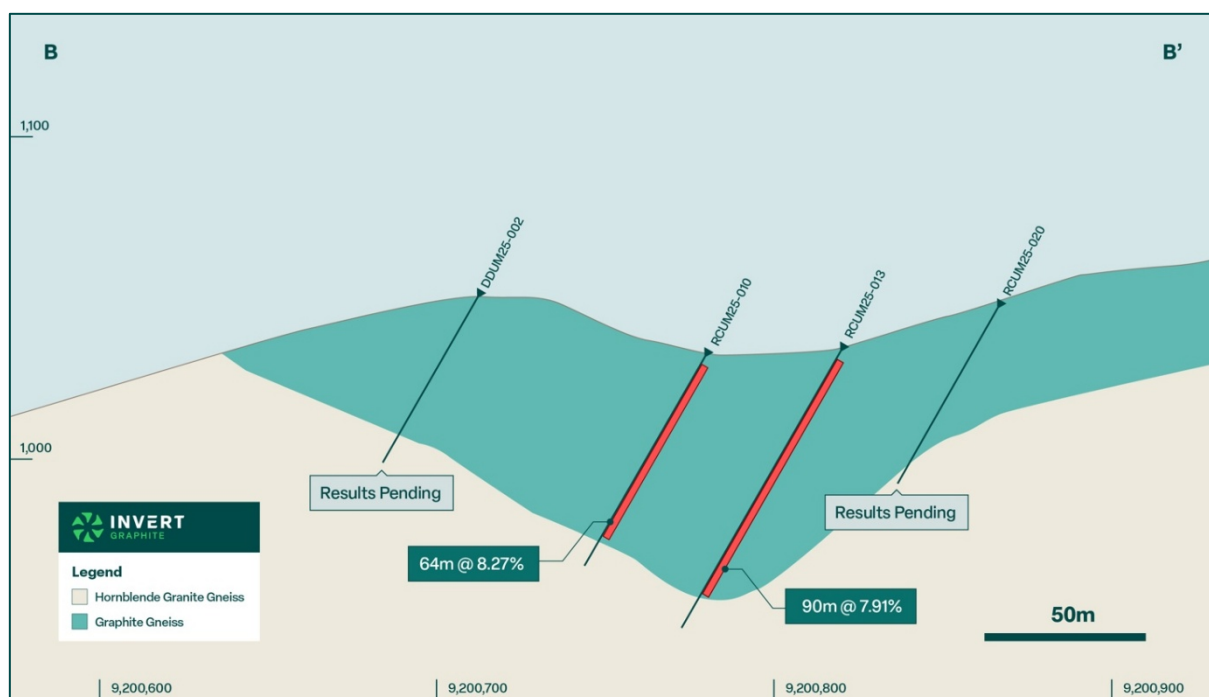 B
B'
1,100
DDUM25-002
RCUM25-010
RCUM25-013
RCUM25-020
1,000
Results Pending
Results Pending
64m @ 8.27%
90m @ 7.91%
INVERT
GRAPHITE
Legend
Hornblende Granite Gneiss
Graphite Gneiss
50m
9,200,600
9,200,700
9,200,800
9,200,900